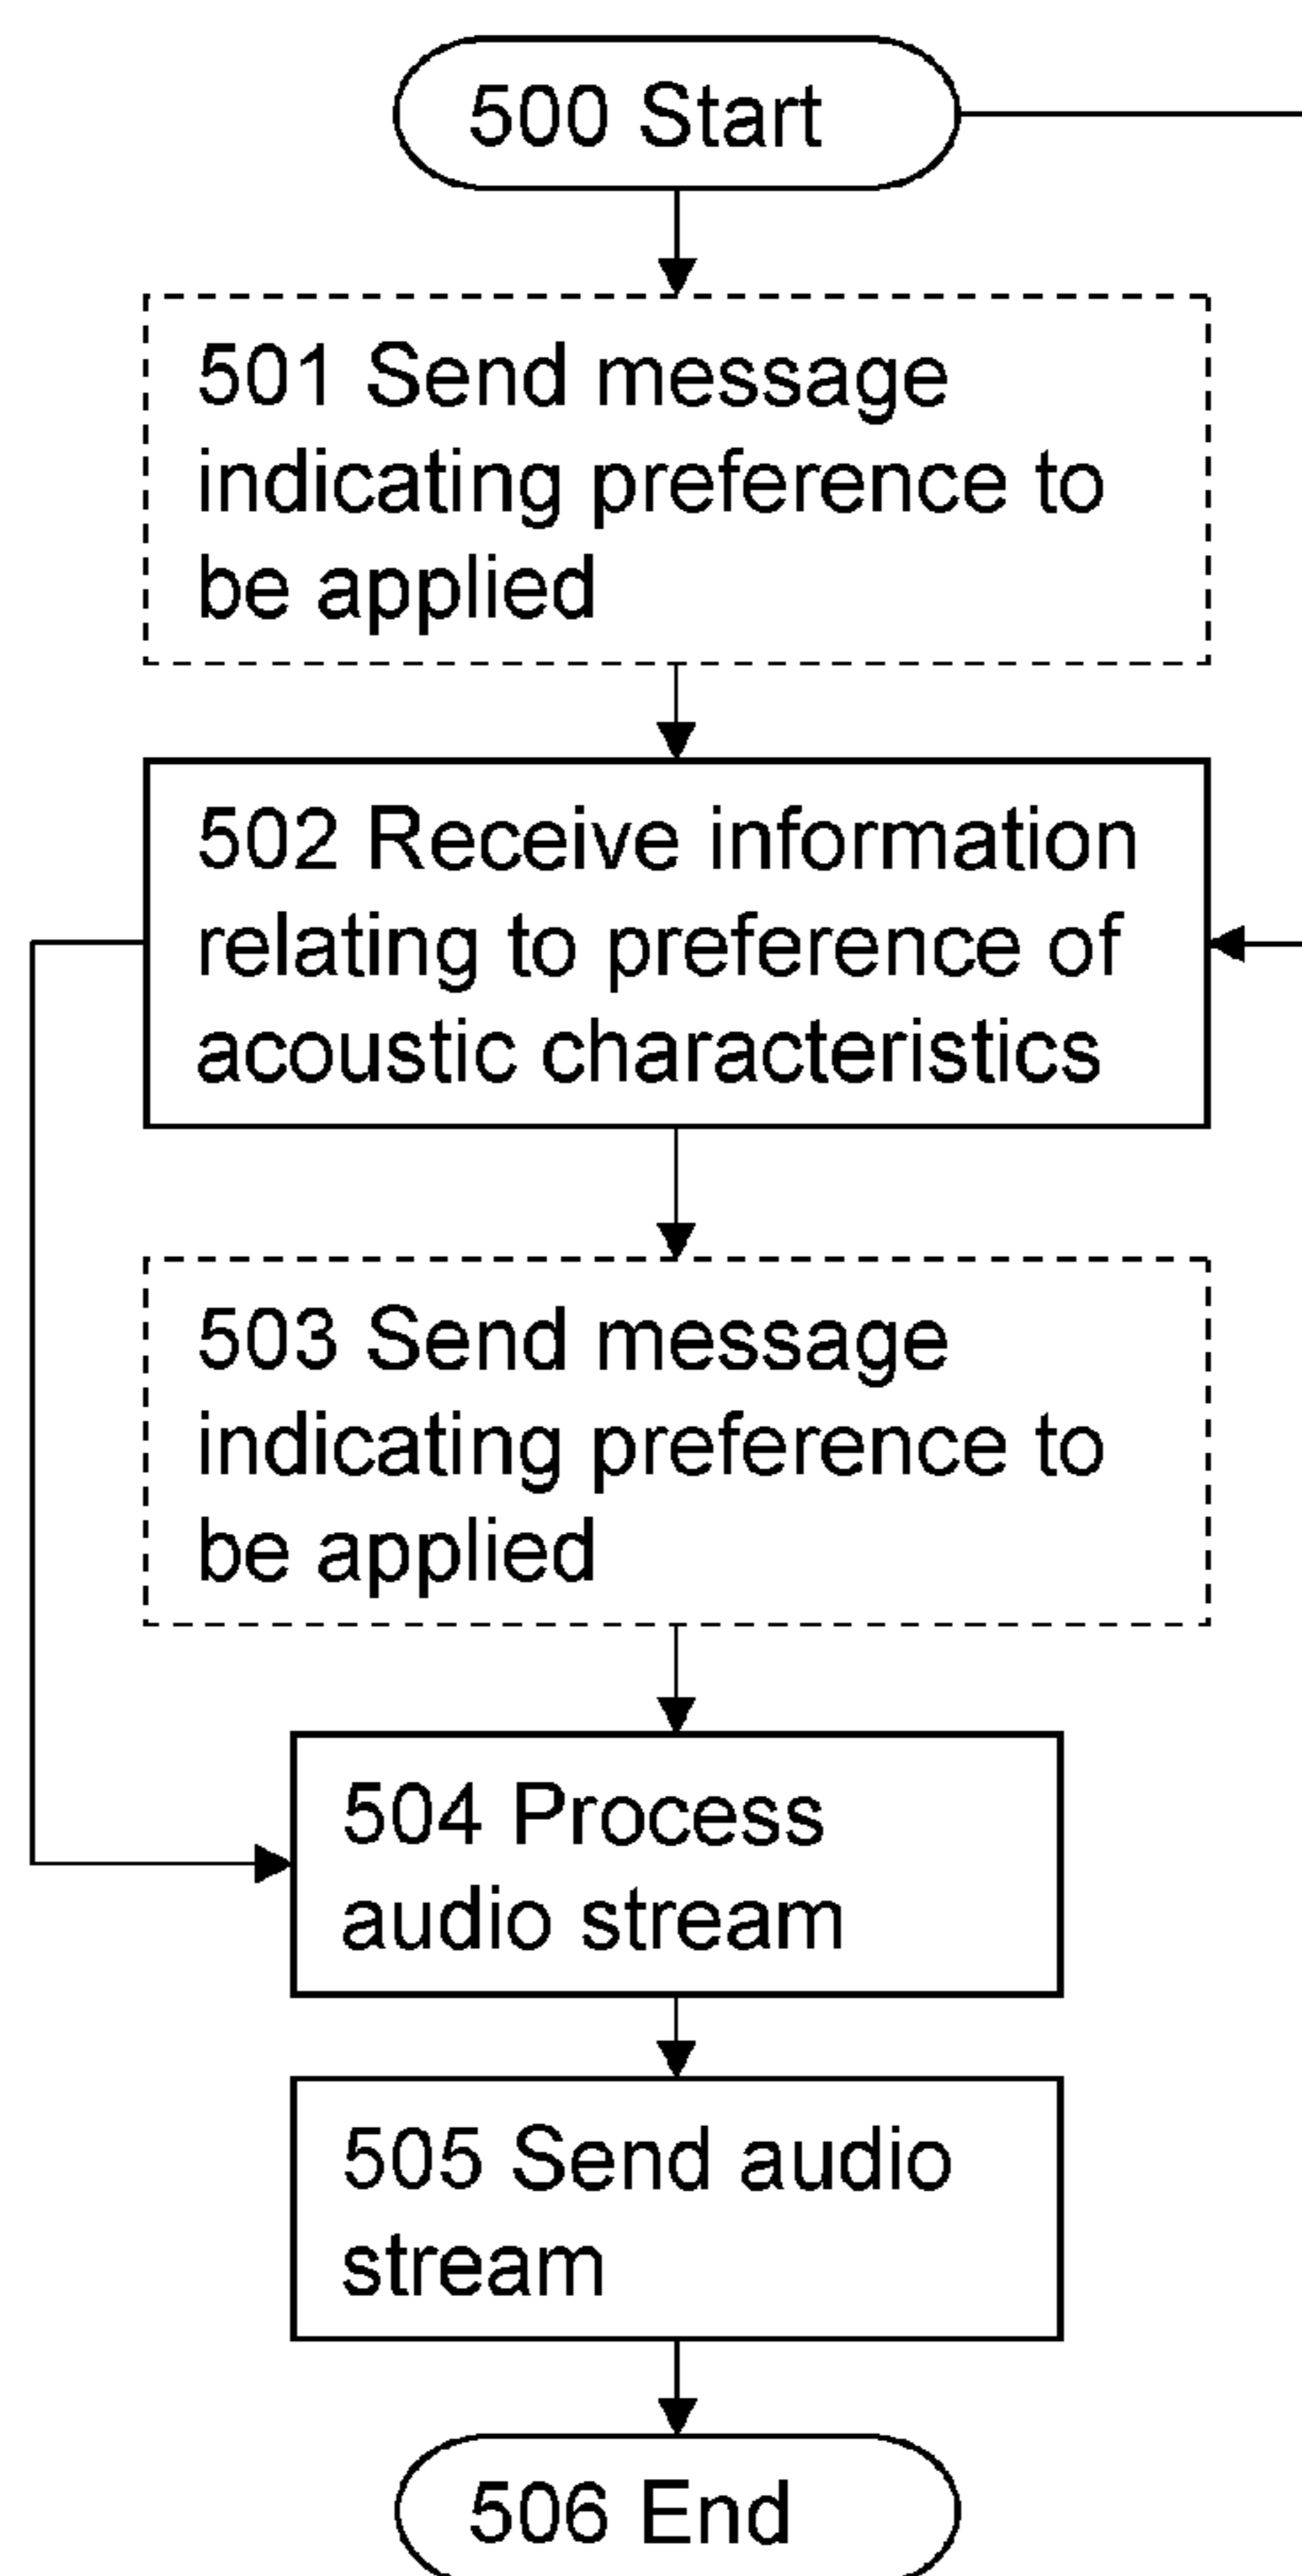 500 Start
501 Send message
indicating preference to
be applied
502 Receive information
relating to preference of
acoustic characteristics
503 Send message
indicating preference to
be applied
504 Process
audio stream
505 Send audio
stream
506 End